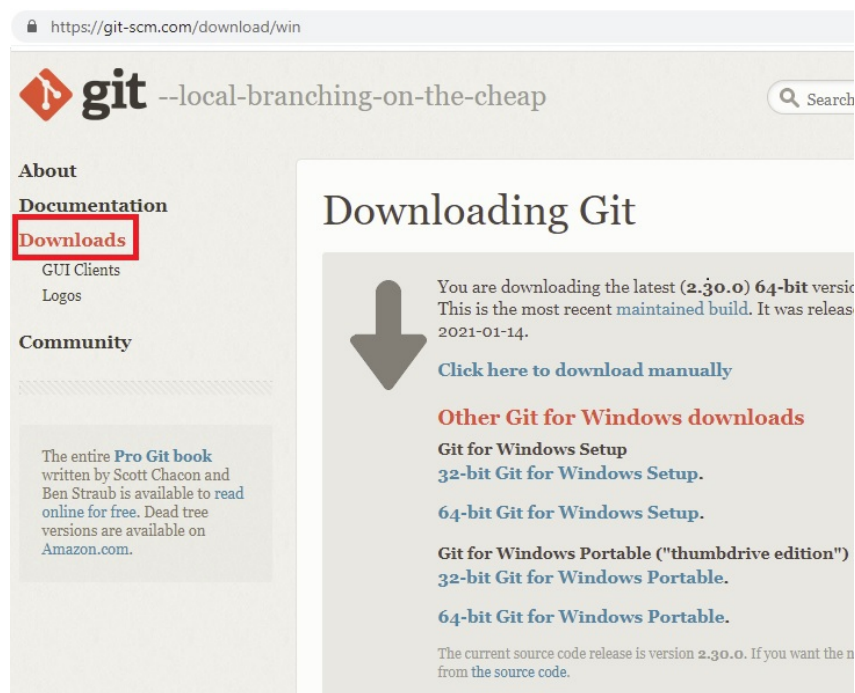 https://git-scm.com/download/win
git --local-branching-on-the-cheap
Search
About
Documentation
Downloads
GUI Clients
Logos
Community
The entire Pro Git book
written by Scott Chacon and
Ben Straub is available to read
online for free. Dead tree
versions are available on
Amazon.com.
Downloading Git
You are downloading the latest (2.30.0) 64-bit versio
This is the most recent maintained build. It was releas
2021-01-14.
Click here to download manually
Other Git for Windows downloads
Git for Windows Setup
32-bit Git for Windows Setup.
64-bit Git for Windows Setup.
Git for Windows Portable ("thumbdrive edition")
32-bit Git for Windows Portable.
64-bit Git for Windows Portable.
The current source code release is version 2.30.0. If you want the n
from the source code.